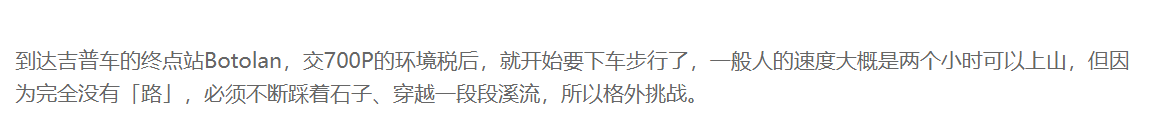 到达吉普车的终点站Botolan，交700P的环境税后，就开始要下车步行了，一般人的速度大概是两个小时可以上山，但因
为完全没有「路」，必须不断踩着石子、穿越一段段溪流，所以格外挑战。